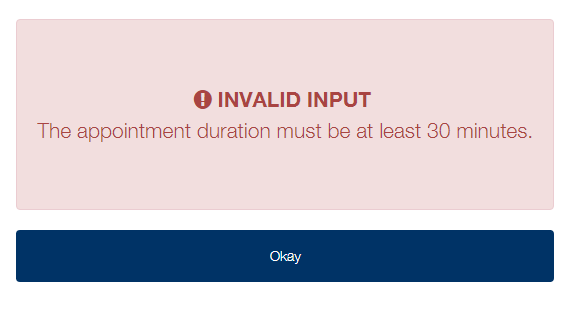 INVALID INPUT
The appointment duration must be at least 30 minutes.
Okay